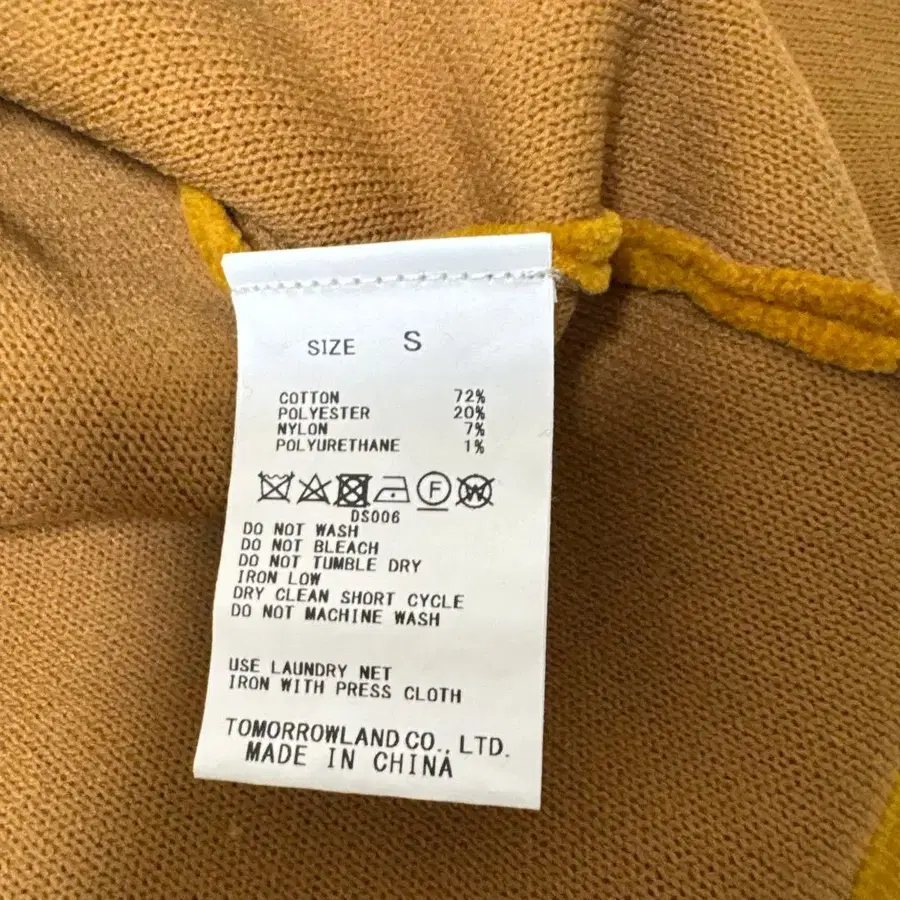 SIZE S
COTTON 72%
POLYESTER 20%
NYLON 7%
POLYURETHANE 1%
F W
DS006
DO NOT WASH
DO NOT BLEACH
DO NOT TUMBLE DRY
IRON LOW
DRY CLEAN SHORT CYCLE
DO NOT MACHINE WASH
USE LAUNDRY NET
IRON WITH PRESS CLOTH
TOMORROWLAND CO., LTD.
MADE IN CHINA